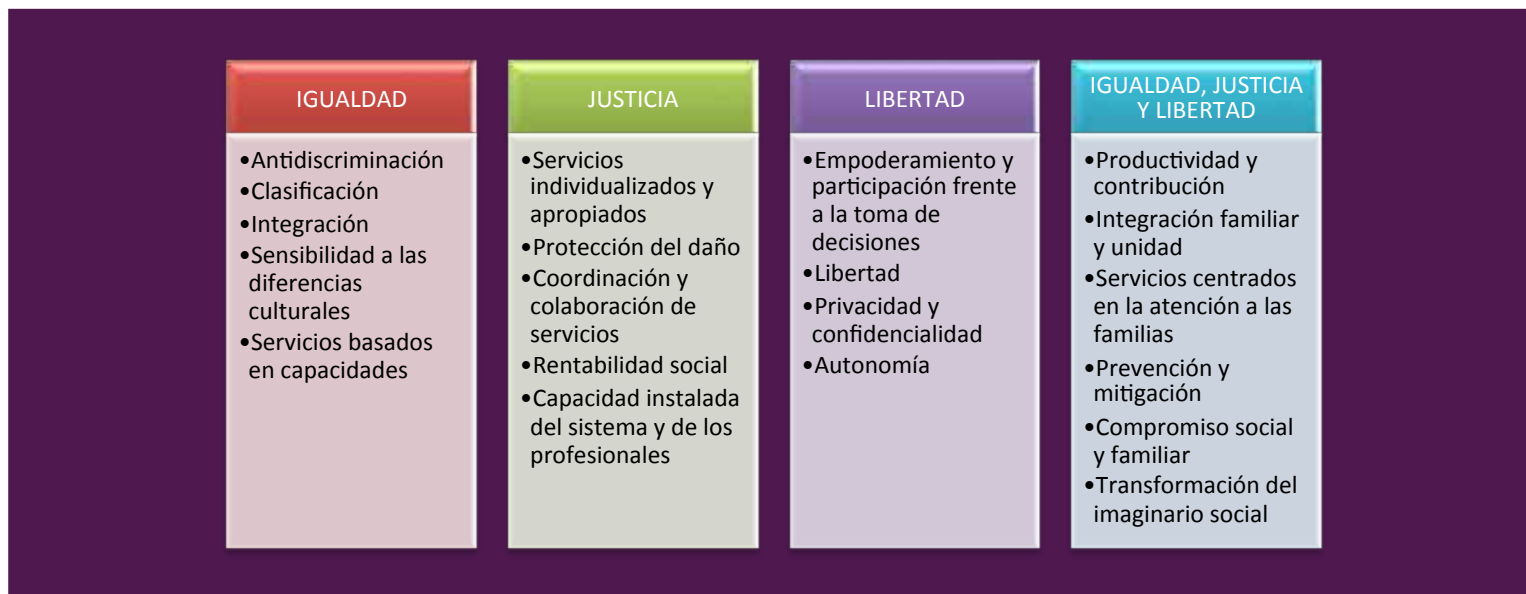 IGUALDAD
•Antidiscriminación
•Clasificación
•Integración
•Sensibilidad a las
diferencias
culturales
•Servicios basados
en capacidades
JUSTICIA
•Servicios
individualizados y
apropiados
•Protección del daño
•Coordinación y
colaboración de
servicios
•Rentabilidad social
•Capacidad instalada
del sistema y de los
profesionales
LIBERTAD
•Empoderamiento y
participación frente
a la toma de
decisiones
•Libertad
•Privacidad y
confidencialidad
•Autonomía
IGUALDAD, JUSTICIA
Y LIBERTAD
•Productividad y
contribución
•Integración familiar
y unidad
•Servicios centrados
en la atención a las
familias
•Prevención y
mitigación
•Compromiso social
y familiar
•Transformación del
imaginario social